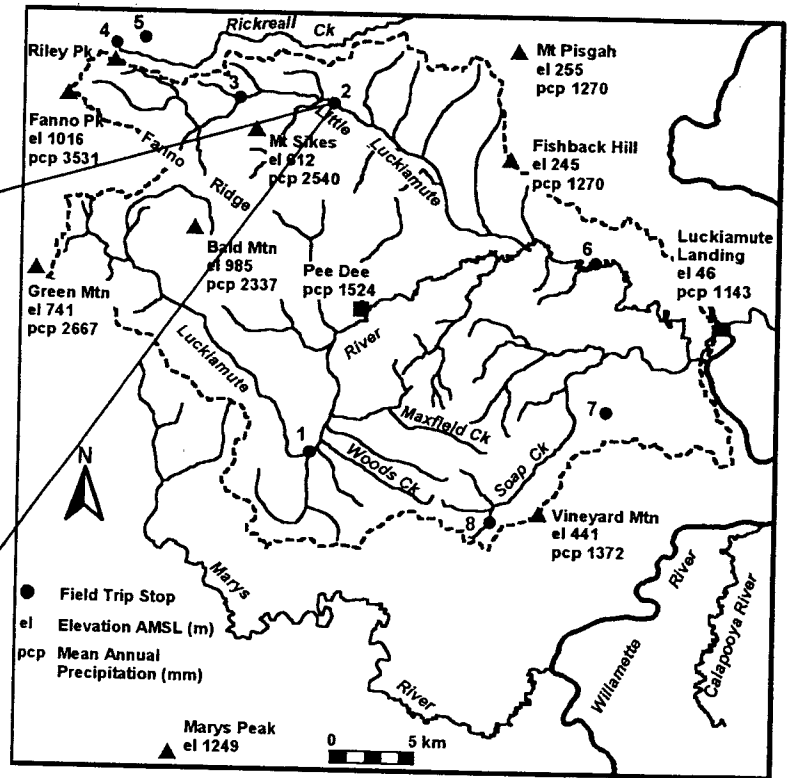 4
5
Rickreall Ck
Riley Pk
Mt Pisgah
el 255
pcp 1270
3
2
Fanno Pk
el 1016
pcp 3531
Fanno
Ridge
Mt Sikes
el 912
pcp 2540
Little
Luckiamute
Fishback Hill
el 245
pcp 1270
Bald Mtn
el 985
pcp 2337
Pee Dee
pcp 1524
6
Luckiamute
Landing
el 46
pcp 1143
Green Mtn
el 741
pcp 2667
Luckiamute
River
7
Maxfield Ck
1
Woods Ck
Soap Ck
N
8
Vineyard Mtn
el 441
pcp 1372
Marys
River
Willamette
River
Calapooya River
Field Trip Stop
el Elevation AMSL (m)
pcp Mean Annual
Precipitation (mm)
Marys Peak
el 1249
0 5 km